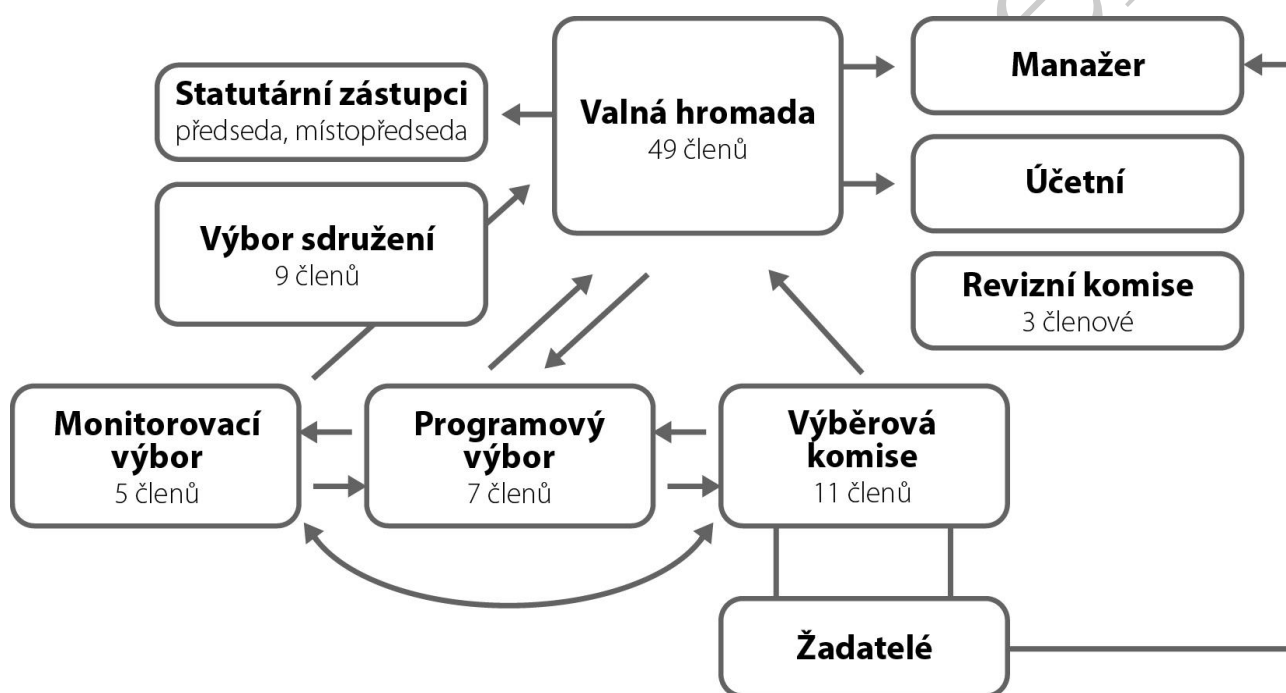 Statutární zástupci
předseda, místopředseda
Valná hromada
49 členů
Manažer
Účetní
Výbor sdružení
9 členů
Revizní komise
3 členové
Monitorovací
výbor
5 členů
Programový
výbor
7 členů
Výběrová
komise
11 členů
Žadatelé